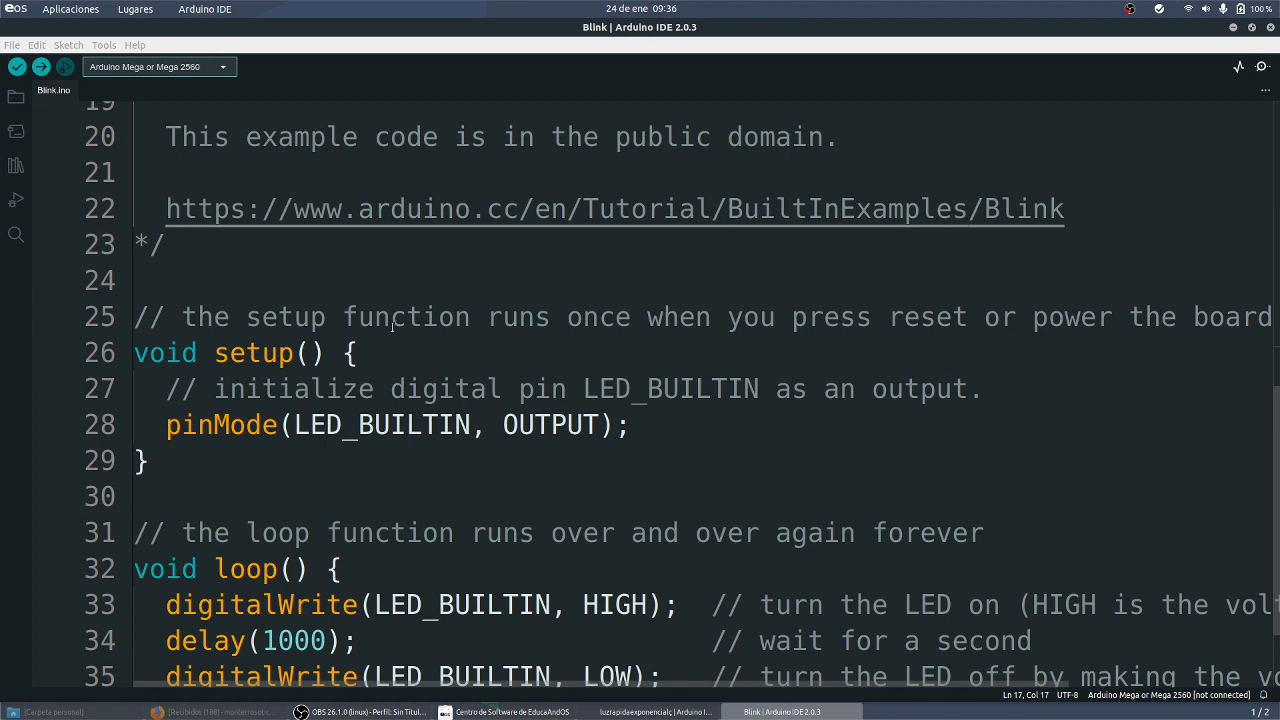 eos Aplicaciones Lugares Arduino IDE 24 de ene 09:36 100 %
Blink | Arduino IDE 2.0.3
File Edit Sketch Tools Help
Arduino Mega or Mega 2560
Blink.ino
19
20 This example code is in the public domain.
21
22 https://www.arduino.cc/en/Tutorial/BuiltInExamples/Blink
23 */
24
25 // the setup function runs once when you press reset or power the board
26 void setup() {
27 // initialize digital pin LED_BUILTIN as an output.
28 pinMode(LED_BUILTIN, OUTPUT);
29 }
30
31 // the loop function runs over and over again forever
32 void loop() {
33 digitalWrite(LED_BUILTIN, HIGH); // turn the LED on (HIGH is the vol
34 delay(1000); // wait for a second
35 digitalWrite(LED_BUILTIN, LOW); // turn the LED off by making the vo
Ln 17, Col 17 UTF-8 Arduino Mega or Mega 2560 [not connected]
[Carpeta personal] [Recibidos (188) - monterrosotic... OBS 26.1.0 (linux) - Perfil: Sin Titul... Centro de Software de EducaAndOS luzrapidaexponencialç | Arduino I... Blink | Arduino IDE 2.0.3 1 / 2